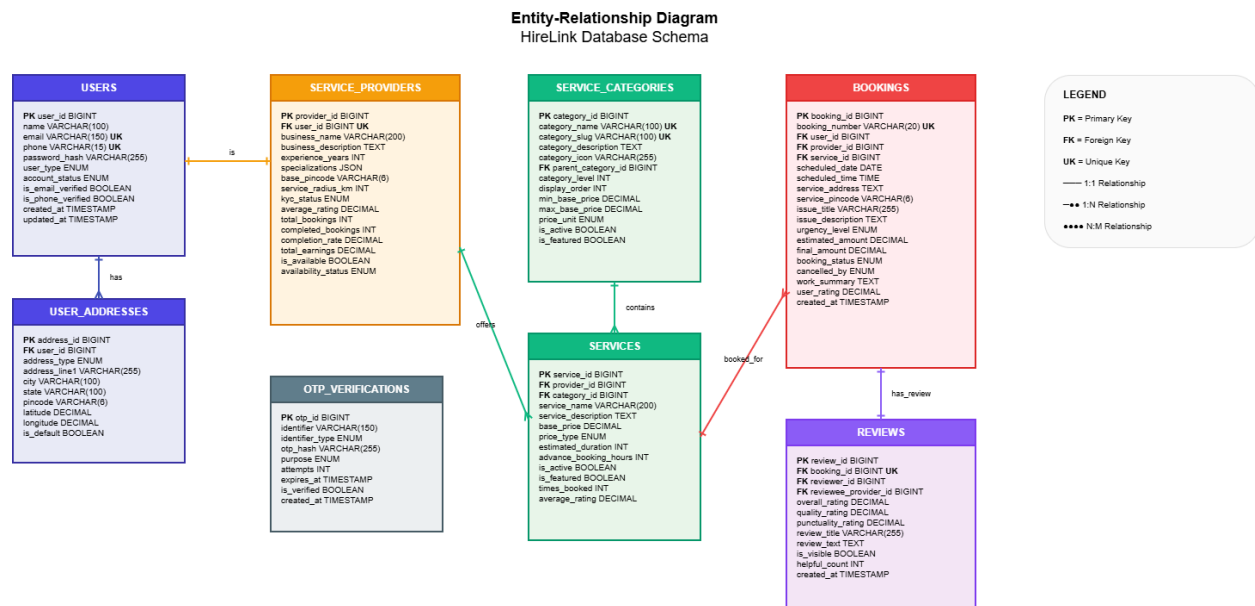 Entity-Relationship Diagram
HireLink Database Schema
USERS
PK user_id BIGINT
name VARCHAR(100)
email VARCHAR(150) UK
phone VARCHAR(15) UK
password_hash VARCHAR(255)
user_type ENUM
account_status ENUM
is_email_verified BOOLEAN
is_phone_verified BOOLEAN
created_at TIMESTAMP
updated_at TIMESTAMP
is
has
USER_ADDRESSES
PK address_id BIGINT
FK user_id BIGINT
address_type ENUM
address_line1 VARCHAR(255)
city VARCHAR(100)
state VARCHAR(100)
pincode VARCHAR(6)
latitude DECIMAL
longitude DECIMAL
is_default BOOLEAN
SERVICE_PROVIDERS
PK provider_id BIGINT
FK user_id BIGINT UK
business_name VARCHAR(200)
business_description TEXT
experience_years INT
specializations JSON
base_pincode VARCHAR(6)
service_radius_km INT
kyc_status ENUM
average_rating DECIMAL
total_bookings INT
completed_bookings INT
completion_rate DECIMAL
total_earnings DECIMAL
is_available BOOLEAN
availability_status ENUM
offers
OTP_VERIFICATIONS
PK otp_id BIGINT
identifier VARCHAR(150)
identifier_type ENUM
otp_hash VARCHAR(255)
purpose ENUM
attempts INT
expires_at TIMESTAMP
is_verified BOOLEAN
created_at TIMESTAMP
SERVICE_CATEGORIES
PK category_id BIGINT
category_name VARCHAR(100) UK
category_slug VARCHAR(100) UK
category_description TEXT
category_icon VARCHAR(255)
FK parent_category_id BIGINT
category_level INT
display_order INT
min_base_price DECIMAL
max_base_price DECIMAL
price_unit ENUM
is_active BOOLEAN
is_featured BOOLEAN
contains
SERVICES
PK service_id BIGINT
FK provider_id BIGINT
FK category_id BIGINT
service_name VARCHAR(200)
service_description TEXT
base_price DECIMAL
price_type ENUM
estimated_duration INT
advance_booking_hours INT
is_active BOOLEAN
is_featured BOOLEAN
times_booked INT
average_rating DECIMAL
booked_for
BOOKINGS
PK booking_id BIGINT
booking_number VARCHAR(20) UK
FK user_id BIGINT
FK provider_id BIGINT
FK service_id BIGINT
scheduled_date DATE
scheduled_time TIME
service_address TEXT
service_pincode VARCHAR(6)
issue_title VARCHAR(255)
issue_description TEXT
urgency_level ENUM
estimated_amount DECIMAL
final_amount DECIMAL
booking_status ENUM
cancelled_by ENUM
work_summary TEXT
user_rating DECIMAL
created_at TIMESTAMP
has_review
REVIEWS
PK review_id BIGINT
FK booking_id BIGINT UK
FK reviewer_id BIGINT
FK reviewee_provider_id BIGINT
overall_rating DECIMAL
quality_rating DECIMAL
punctuality_rating DECIMAL
review_title VARCHAR(255)
review_text TEXT
is_visible BOOLEAN
helpful_count INT
created_at TIMESTAMP
LEGEND
PK = Primary Key
FK = Foreign Key
UK = Unique Key
─── 1:1 Relationship
─●● 1:N Relationship
●●●● N:M Relationship